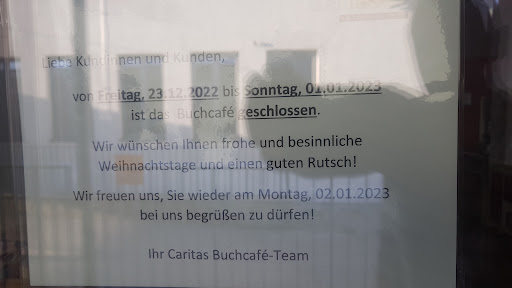 Liebe Kundinnen und Kunden,
von Freitag, 23.12.2022 bis Sonntag, 01.01.2023
ist das Buchcafé geschlossen.
Wir wünschen Ihnen frohe und besinnliche
Weihnachtstage und einen guten Rutsch!
Wir freuen uns, Sie wieder am Montag, 02.01.2023
bei uns begrüßen zu dürfen!
Ihr Caritas Buchcafé-Team